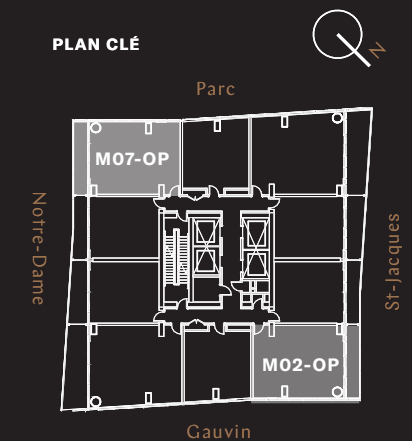 PLAN CLÉ
N
Parc
M07-OP
Notre-Dame
St-Jacques
M02-OP
Gauvin